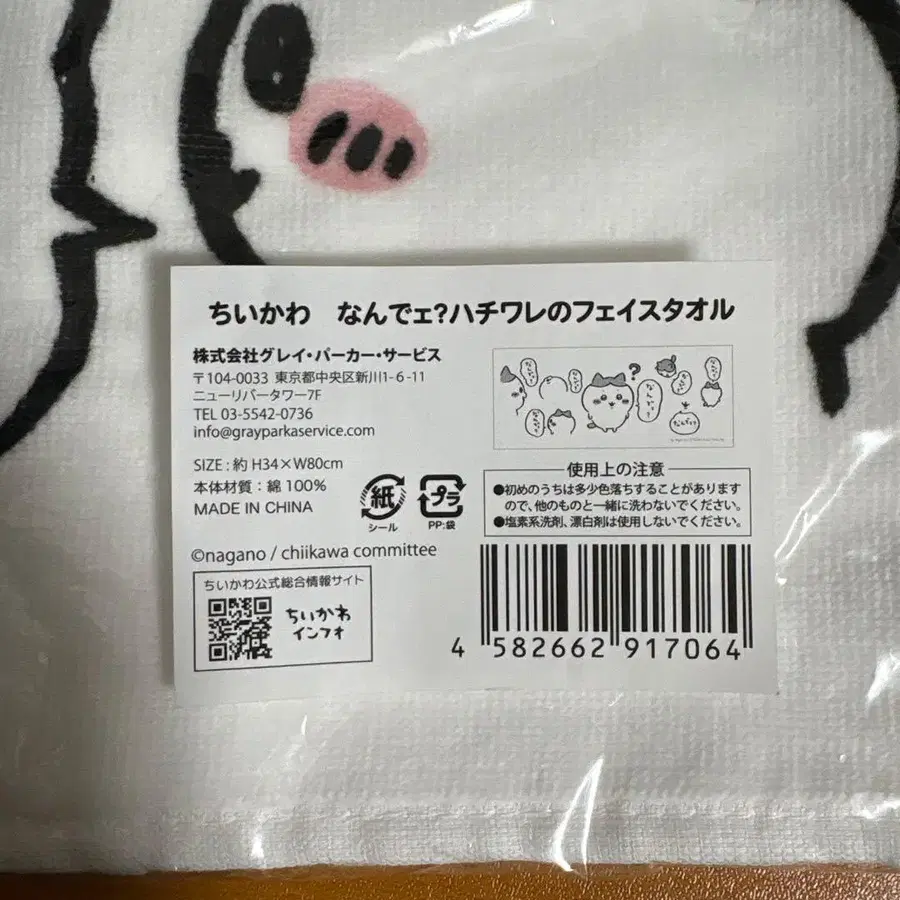 ちいかわ　なんでェ?ハチワレのフェイスタオル
株式会社グレイ・パーカー・サービス
〒104-0033 東京都中央区新川1-6-11
ニューリバータワー7F
TEL 03-5542-0736
info@grayparkaservice.com
SIZE : 約 H34×W80cm
本体材質 : 綿 100%
MADE IN CHINA
紙
シール
プラ
PP:袋
?
なんでェ?
使用上の注意
●初めのうちは多少色落ちすることがあります
ので、他のものと一緒に洗わないでください。
●塩素系洗剤、漂白剤は使用しないでください。
©nagano / chiikawa committee
ちいかわ公式総合情報サイト
ちいかわ
インフォ
4 582662 917064